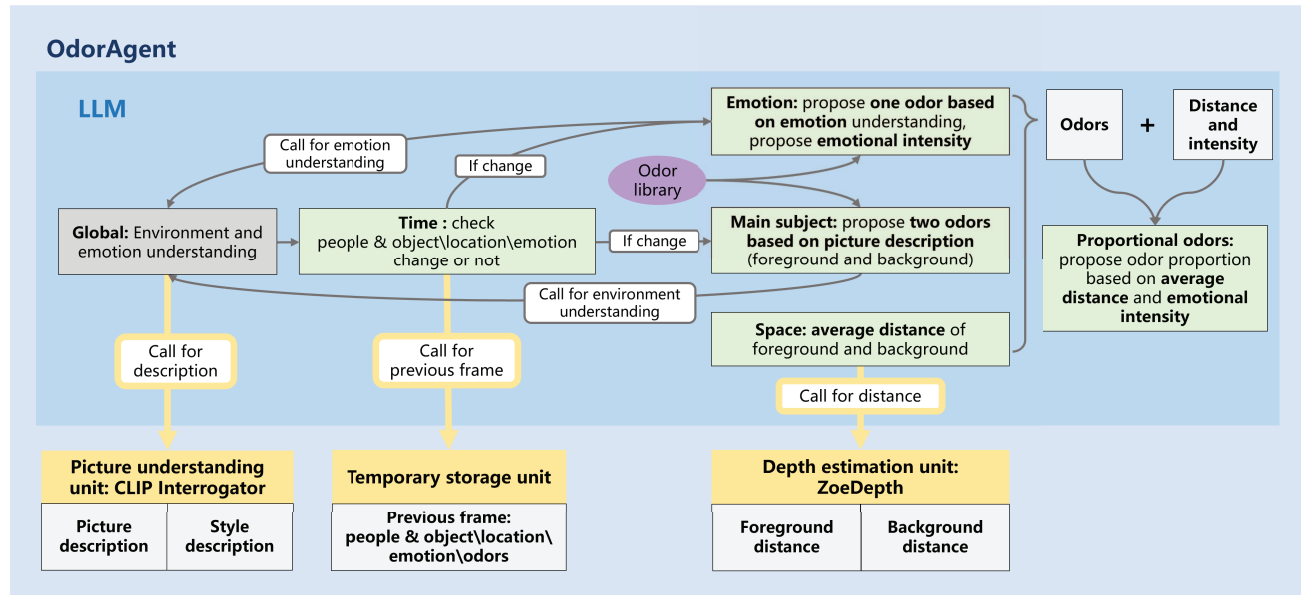 OdorAgent
LLM
Call for emotion
understanding
If change
Emotion: propose one odor based
on emotion understanding,
propose emotional intensity
Odor
library
Odors
+
Distance
and
intensity
Global: Environment and
emotion understanding
Time : check
people & object\location\emotion
change or not
If change
Main subject: propose two odors
based on picture description
(foreground and background)
Call for environment
understanding
Space: average distance of
foreground and background
Proportional odors:
propose odor proportion
based on average
distance and emotional
intensity
Call for
description
Call for
previous frame
Call for distance
Picture understanding
unit: CLIP Interrogator
Picture
description
Style
description
Temporary storage unit
Previous frame:
people & object\location\
emotion\odors
Depth estimation unit:
ZoeDepth
Foreground
distance
Background
distance